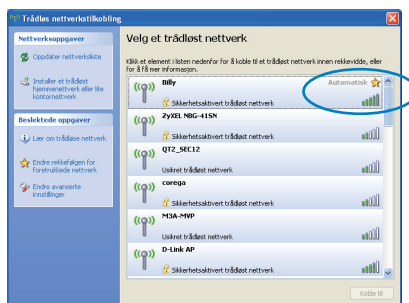 Trådløs nettverkstilkobling
Nettverksoppgaver
Oppdater nettverksliste
Installer et trådløst
hjemmenettverk eller lite
kontornettverk
Beslektede oppgaver
Lær om trådløse nettverk
Endre rekkefølgen for
foretrukkede nettverk
Endre avanserte
innstillinger
Velg et trådløst nettverk
Klikk et element i listen nedenfor for å koble til et trådløst nettverk innen rekkevidde, eller
for å få mer informasjon.
Billy
Automatisk
Sikkerhetsaktivert trådløst nettverk
ZyXEL NBG-415N
Sikkerhetsaktivert trådløst nettverk
QT2_SEC12
Usikret trådløst nettverk
corega
Sikkerhetsaktivert trådløst nettverk
M3A-MVP
Usikret trådløst nettverk
D-Link AP
Sikkerhetsaktivert trådløst nettverk
Koble til